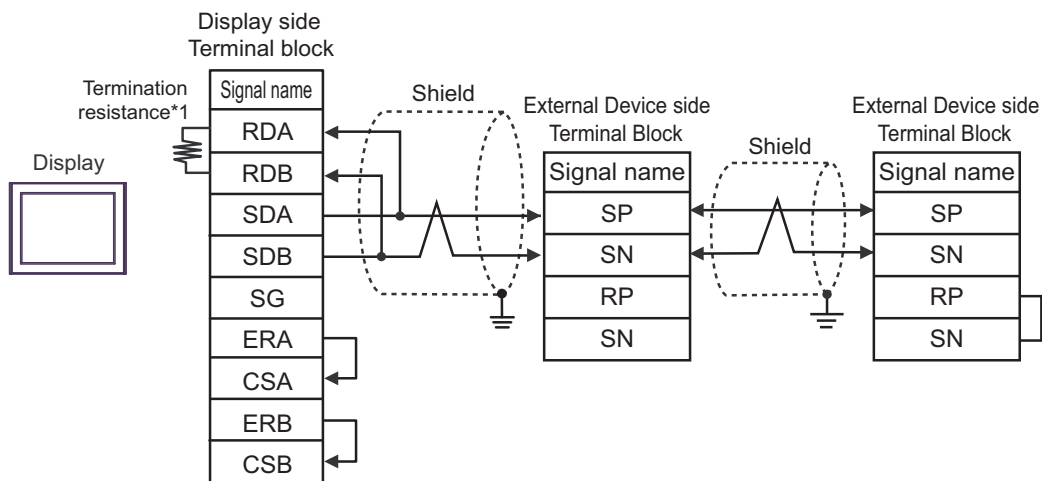 Display side
Terminal block
Termination
resistance*1
Signal name
Shield
External Device side
Terminal Block
External Device side
Terminal Block
RDA
Shield
Display
RDB
Signal name
Signal name
SDA
SP
SP
SDB
SN
SN
SG
RP
RP
ERA
SN
SN
CSA
ERB
CSB